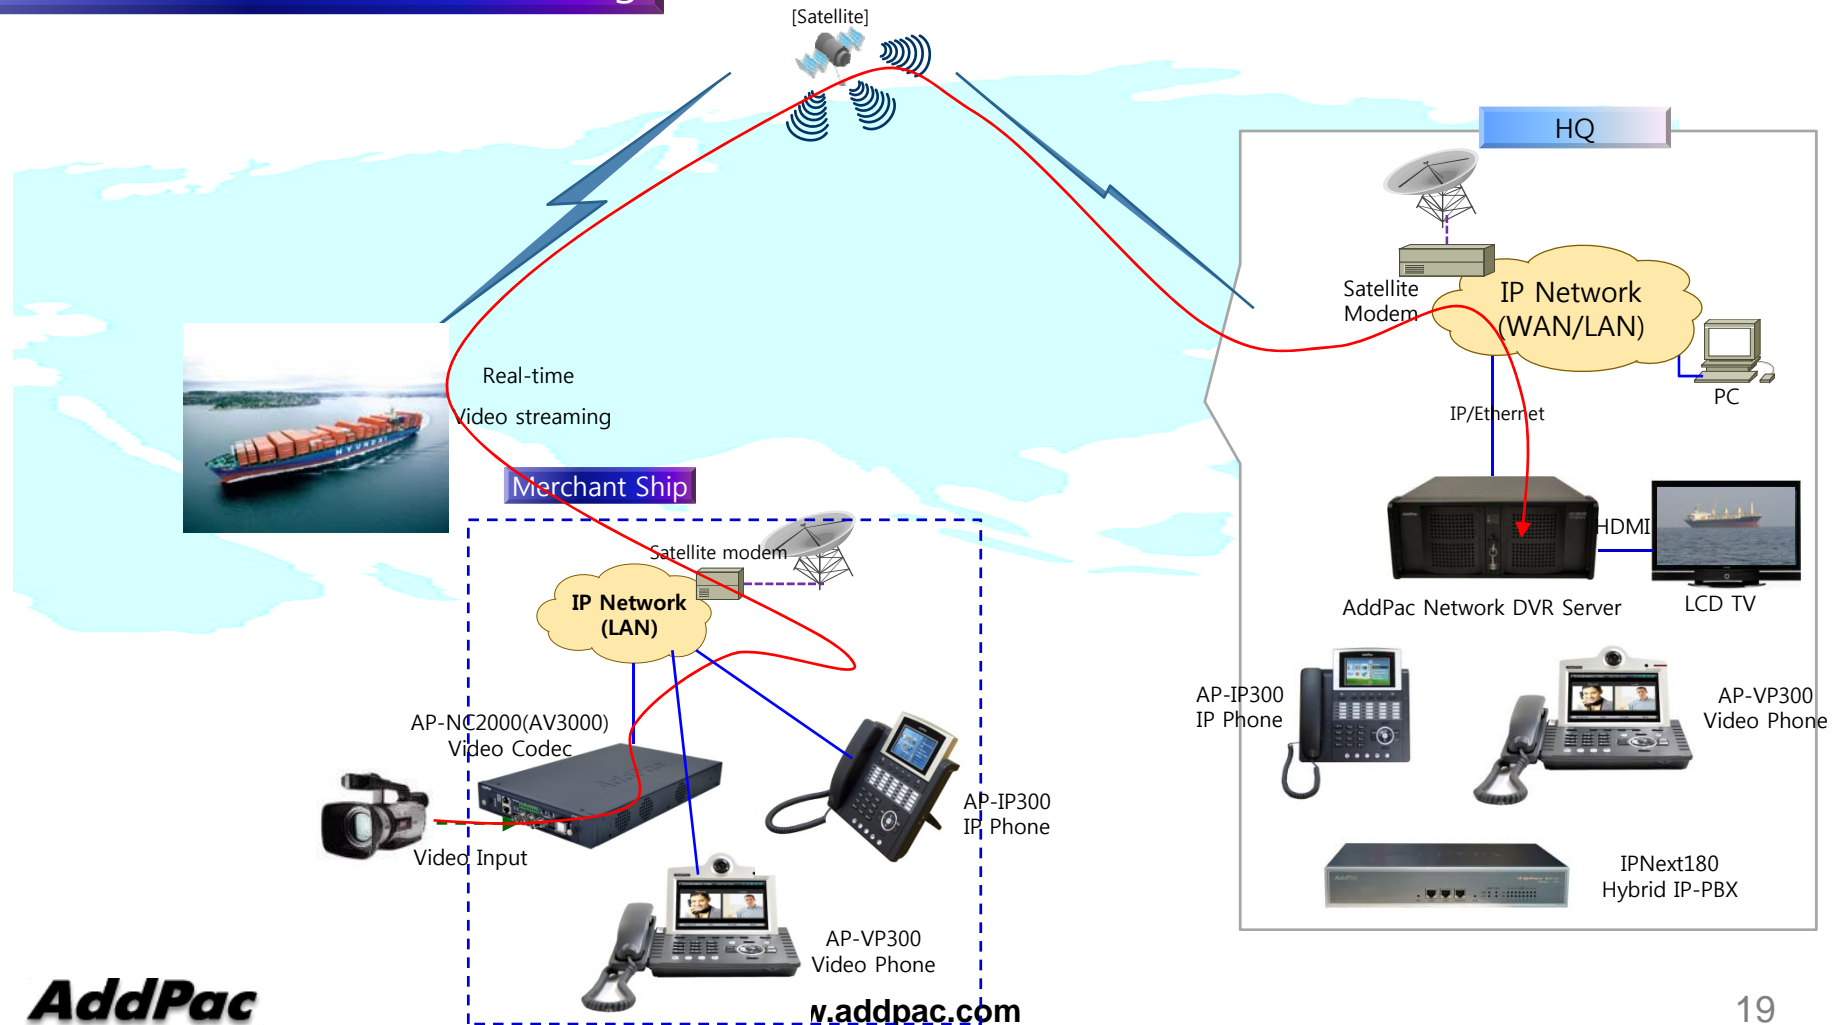 [Satellite]
HQ
Satellite
Modem
IP Network
(WAN/LAN)
PC
IP/Ethernet
Real-time
Video streaming
HYUNDAI
Merchant Ship
Satellite modem
IP Network
(LAN)
HDMI
AddPac Network DVR Server
LCD TV
AP-IP300
IP Phone
AP-VP300
Video Phone
AP-NC2000(AV3000)
Video Codec
AddPac
Video Input
AP-IP300
IP Phone
IPNext180
Hybrid IP-PBX
AP-VP300
Video Phone
AddPac
w.addpac.com
19